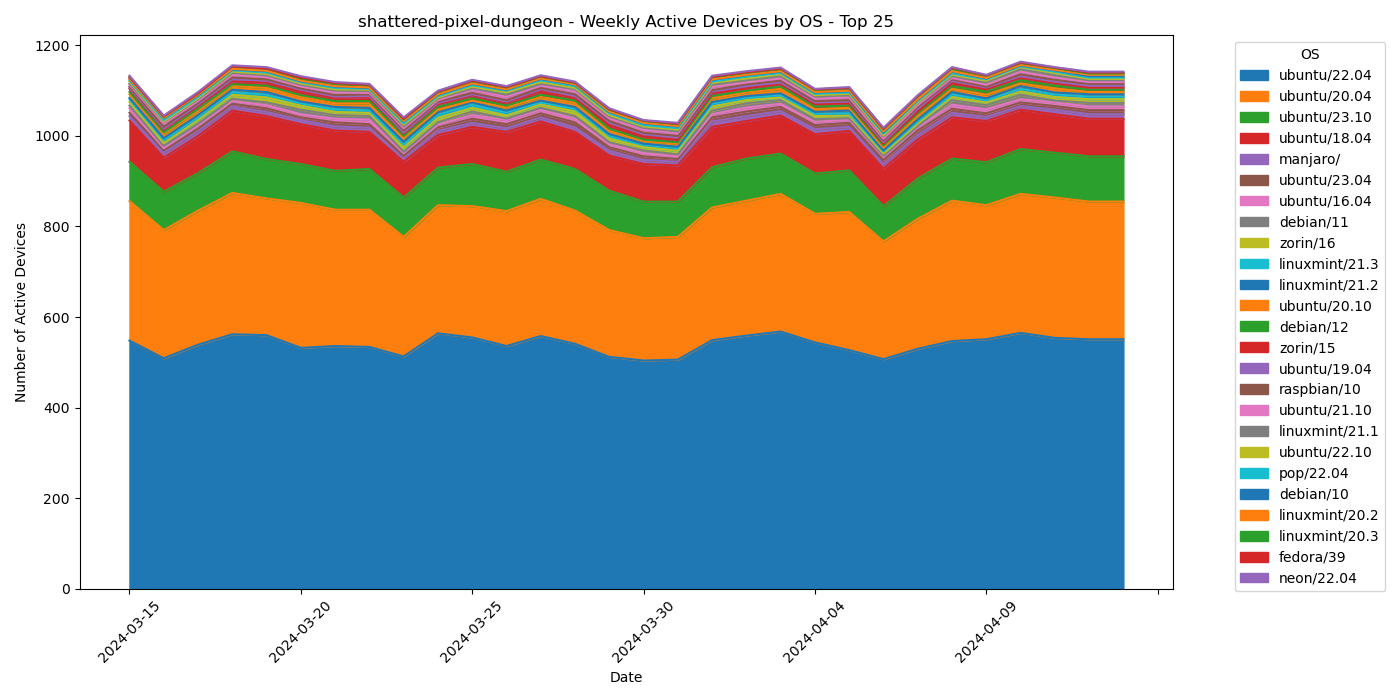 shattered-pixel-dungeon - Weekly Active Devices by OS - Top 25
Number of Active Devices
1200
1000
800
600
400
200
0
2024-03-15
2024-03-20
2024-03-25
2024-03-30
2024-04-04
2024-04-09
Date
OS
ubuntu/22.04
ubuntu/20.04
ubuntu/23.10
ubuntu/18.04
manjaro/
ubuntu/23.04
ubuntu/16.04
debian/11
zorin/16
linuxmint/21.3
linuxmint/21.2
ubuntu/20.10
debian/12
zorin/15
ubuntu/19.04
raspbian/10
ubuntu/21.10
linuxmint/21.1
ubuntu/22.10
pop/22.04
debian/10
linuxmint/20.2
linuxmint/20.3
fedora/39
neon/22.04